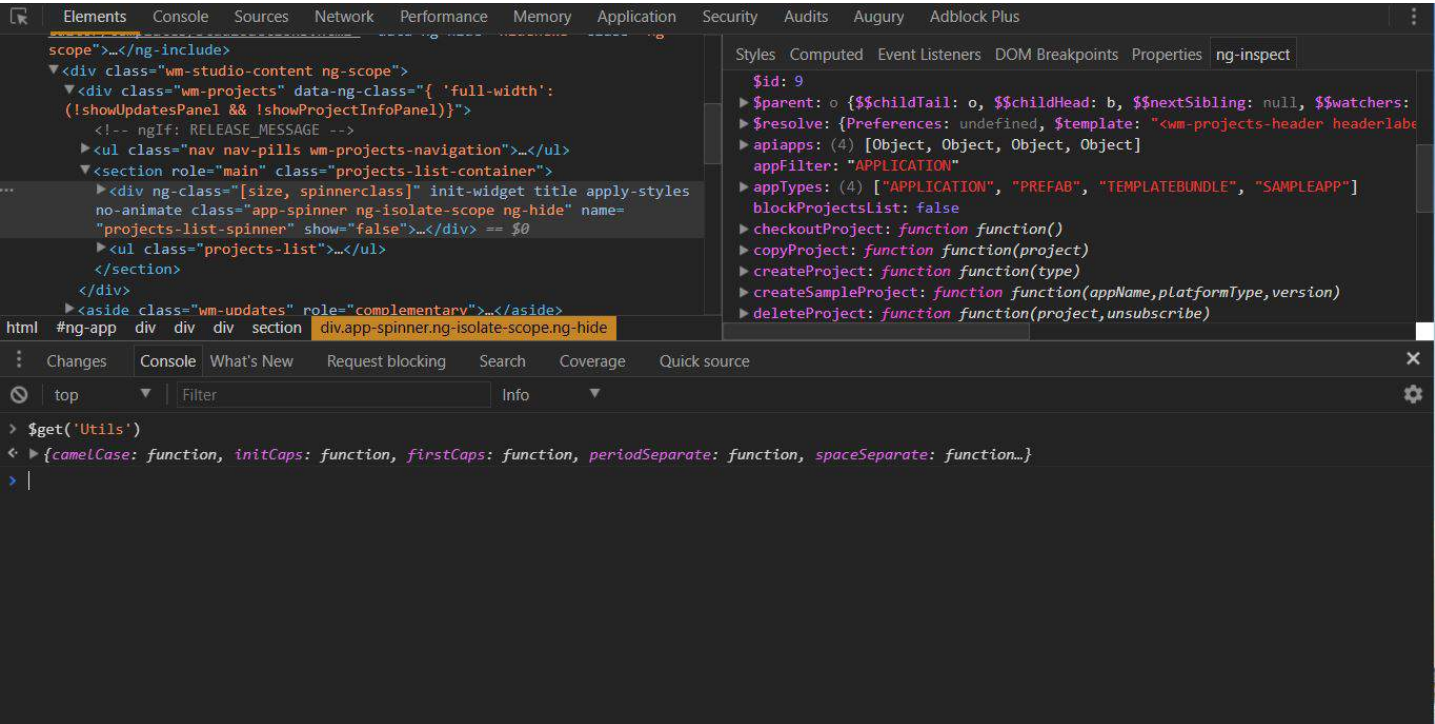 Elements Console Sources Network Performance Memory Application Security Audits Augury Adblock Plus
scope">…</ng-include>
▼<div class="wm-studio-content ng-scope">
▼<div class="wm-projects" data-ng-class="{ 'full-width':
(!showUpdatesPanel && !showProjectInfoPanel)}">
<!-- ngIf: RELEASE_MESSAGE -->
▶<ul class="nav nav-pills wm-projects-navigation">…</ul>
▼<section role="main" class="projects-list-container">
▶<div ng-class="[size, spinnerclass]" init-widget title apply-styles
no-animate class="app-spinner ng-isolate-scope ng-hide" name=
"projects-list-spinner" show="false">…</div> == $0
▶<ul class="projects-list">…</ul>
</section>
</div>
▶<aside class="wm-updates" role="complementary">…</aside>
html #ng-app div div div section div.app-spinner.ng-isolate-scope.ng-hide
Styles Computed Event Listeners DOM Breakpoints Properties ng-inspect
$id: 9
▶$parent: o {$$childTail: o, $$childHead: b, $$nextSibling: null, $$watchers:
▶$resolve: {Preferences: undefined, $template: "<wm-projects-header headerlabe
▶apiapps: (4) [Object, Object, Object, Object]
appFilter: "APPLICATION"
▶appTypes: (4) ["APPLICATION", "PREFAB", "TEMPLATEBUNDLE", "SAMPLEAPP"]
blockProjectsList: false
▶checkoutProject: function function()
▶copyProject: function function(project)
▶createProject: function function(type)
▶createSampleProject: function function(appName,platformType,version)
▶deleteProject: function function(project,unsubscribe)
Changes Console What's New Request blocking Search Coverage Quick source
top Filter Info
> $get('Utils')
▶{camelCase: function, initCaps: function, firstCaps: function, periodSeparate: function, spaceSeparate: function…}
>